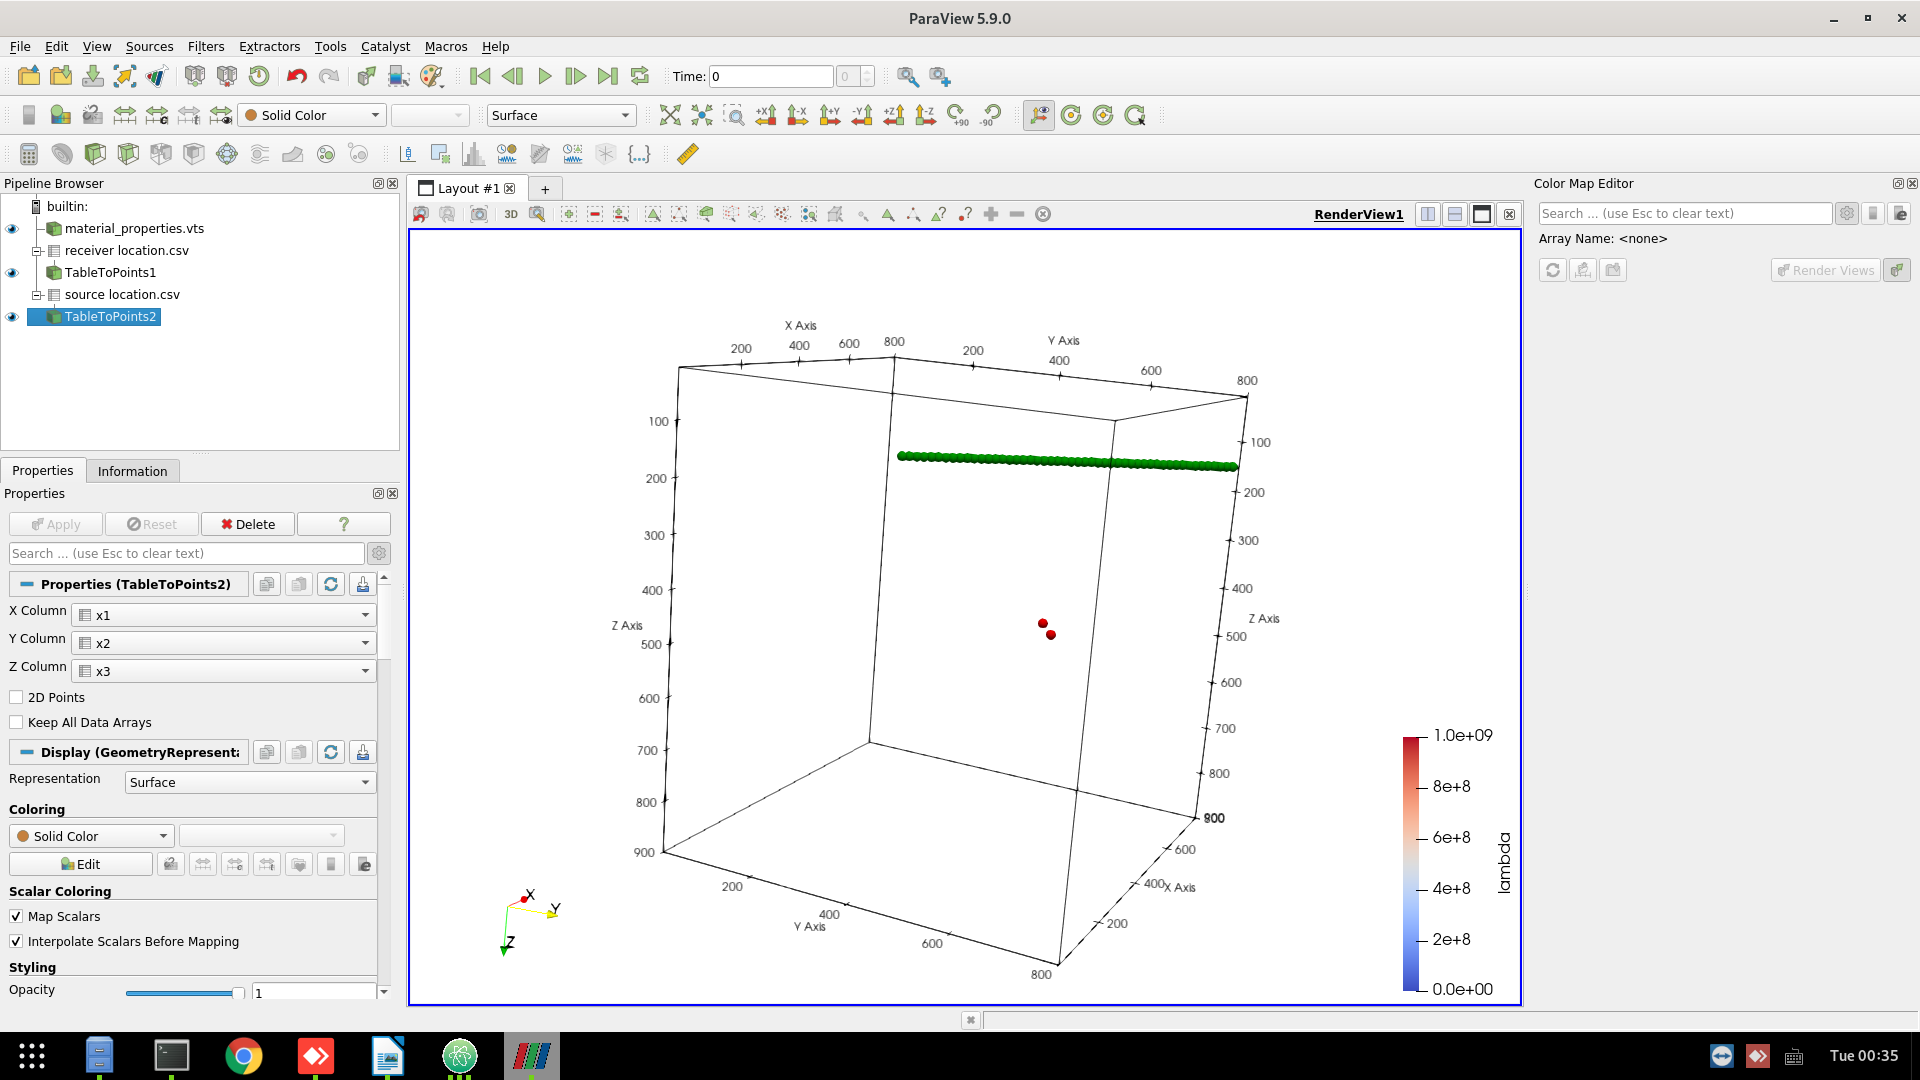 ParaView 5.9.0
File Edit View Sources Filters Extractors Tools Catalyst Macros Help
Time: 0 0
Solid Color Surface +X -X +Y -Y +Z -Z +90 -90
Pipeline Browser
builtin:
material_properties.vts
receiver location.csv
TableToPoints1
source location.csv
TableToPoints2
Properties Information
Properties
Apply Reset Delete ?
Search ... (use Esc to clear text)
Properties (TableToPoints2)
X Column x1
Y Column x2
Z Column x3
2D Points
Keep All Data Arrays
Display (GeometryRepresenta
Representation Surface
Coloring
Solid Color
Edit
Scalar Coloring
Map Scalars
Interpolate Scalars Before Mapping
Styling
Opacity 1
Layout #1 +
3D RenderView1
X Axis
200 400 600 800
Y Axis
200 400 600 800
100
200
300
400
Z Axis
500
600
700
800
900
100
200
300
400
Z Axis
500
600
700
800
900
600
400 X Axis
200
200
400
Y Axis
600
800
X
Y
Z
1.0e+09
8e+8
6e+8
4e+8
2e+8
0.0e+00
lambda
Color Map Editor
Search ... (use Esc to clear text)
Array Name: <none>
Render Views
Tue 00:35